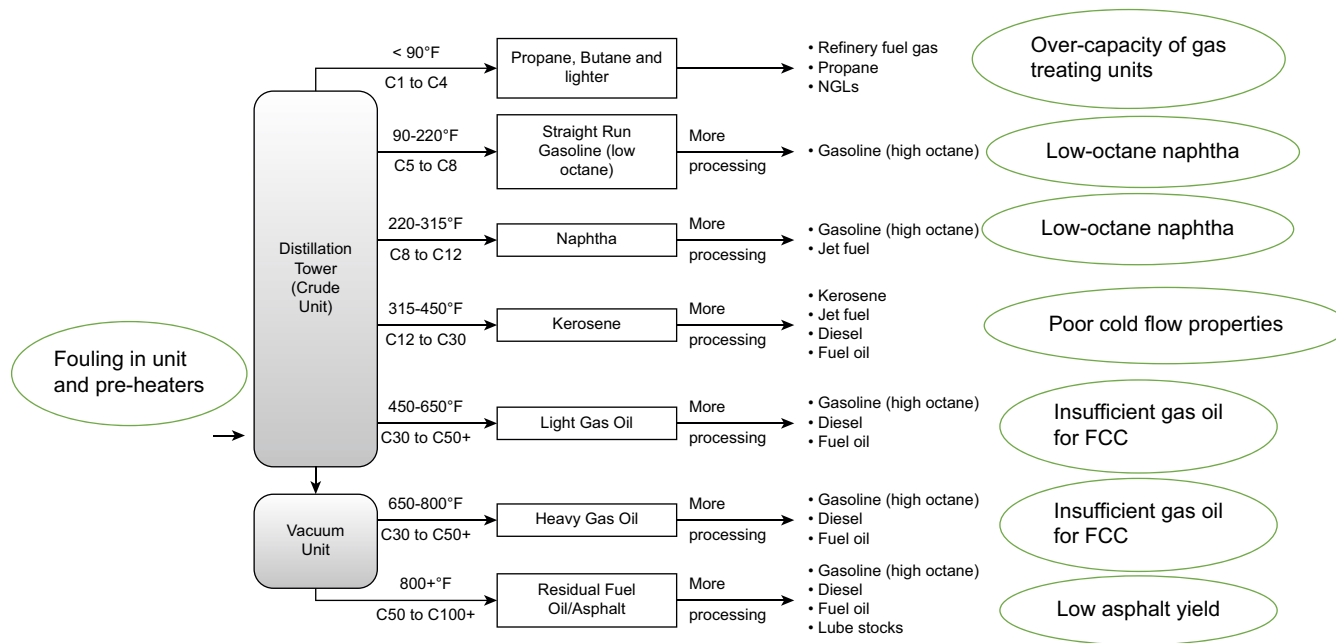 < 90°F
C1 to C4
Propane, Butane and
lighter
• Refinery fuel gas
• Propane
• NGLs
Over-capacity of gas
treating units
90-220°F
C5 to C8
Straight Run
Gasoline (low
octane)
More
processing
• Gasoline (high octane)
Low-octane naphtha
220-315°F
C8 to C12
Naphtha
More
processing
• Gasoline (high octane)
• Jet fuel
Low-octane naphtha
Distillation
Tower
(Crude
Unit)
315-450°F
C12 to C30
Kerosene
More
processing
• Kerosene
• Jet fuel
• Diesel
• Fuel oil
Poor cold flow properties
Fouling in unit
and pre-heaters
450-650°F
C30 to C50+
Light Gas Oil
More
processing
• Gasoline (high octane)
• Diesel
• Fuel oil
Insufficient gas oil
for FCC
Vacuum
Unit
650-800°F
C30 to C50+
Heavy Gas Oil
More
processing
• Gasoline (high octane)
• Diesel
• Fuel oil
Insufficient gas oil
for FCC
800+°F
C50 to C100+
Residual Fuel
Oil/Asphalt
More
processing
• Gasoline (high octane)
• Diesel
• Fuel oil
• Lube stocks
Low asphalt yield